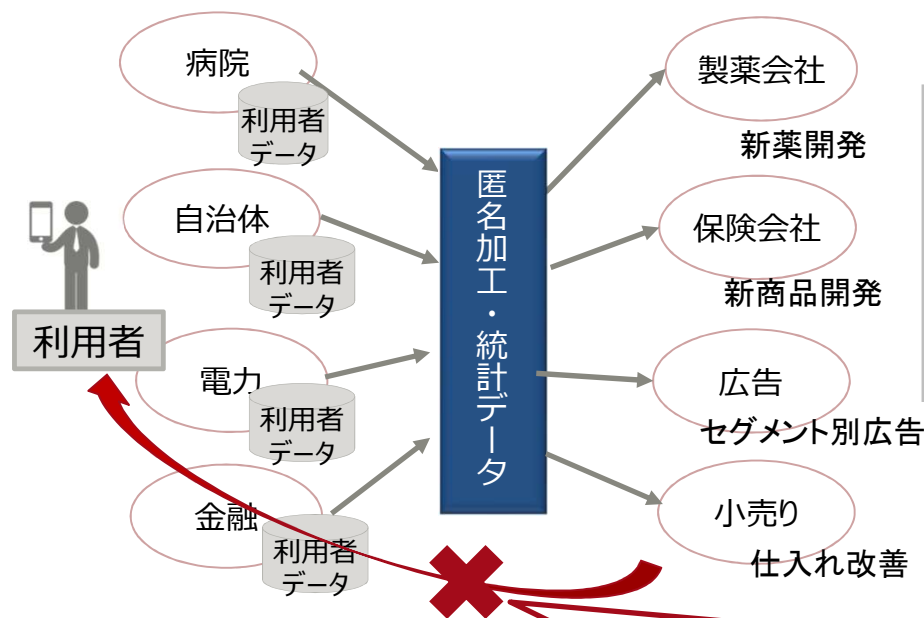 病院
利用者
データ
自治体
利用者
データ
利用者
電力
利用者
データ
金融
利用者
データ
匿名加工・統計データ
製薬会社
新薬開発
保険会社
新商品開発
広告
セグメント別広告
小売り
仕入れ改善